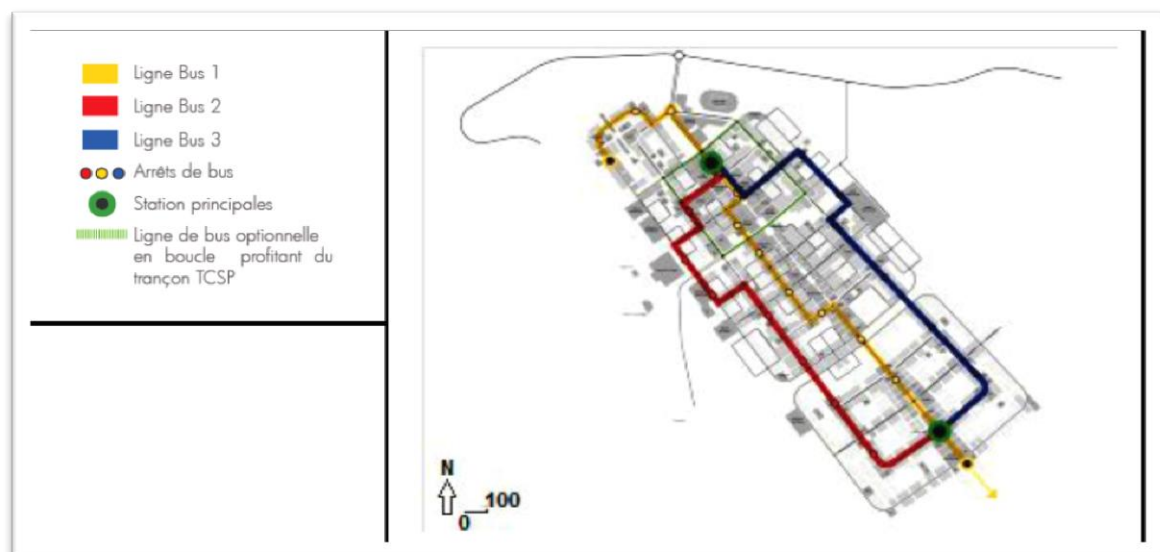 Ligne Bus 1
Ligne Bus 2
Ligne Bus 3
Arrêts de bus
Station principales
Ligne de bus optionnelle
en boucle profitant du
trançon TCSP
N
100
0